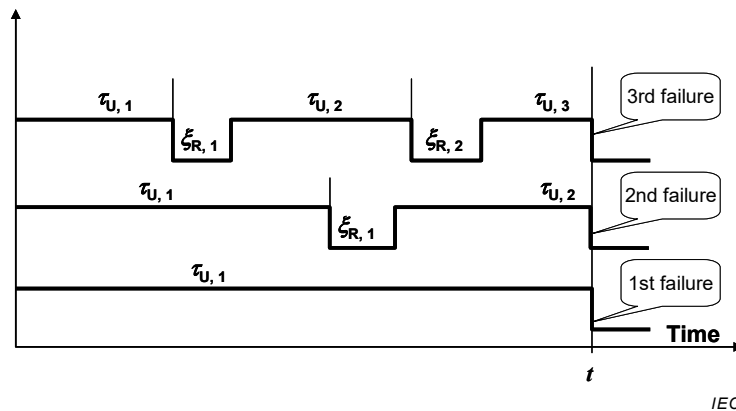 τU, 1 τU, 2 τU, 3 3rd failure
ξR, 1 ξR, 2
τU, 1 τU, 2 2nd failure
ξR, 1
τU, 1 1st failure
Time
t
IEC